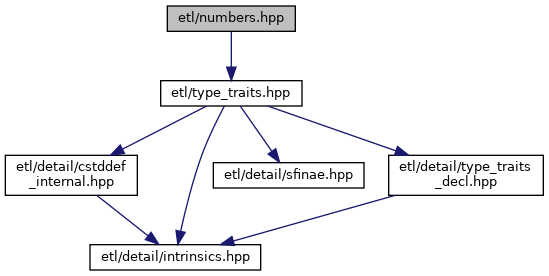 etl/numbers.hpp
etl/type_traits.hpp
etl/detail/cstddef
_internal.hpp
etl/detail/sfinae.hpp
etl/detail/type_traits
_decl.hpp
etl/detail/intrinsics.hpp